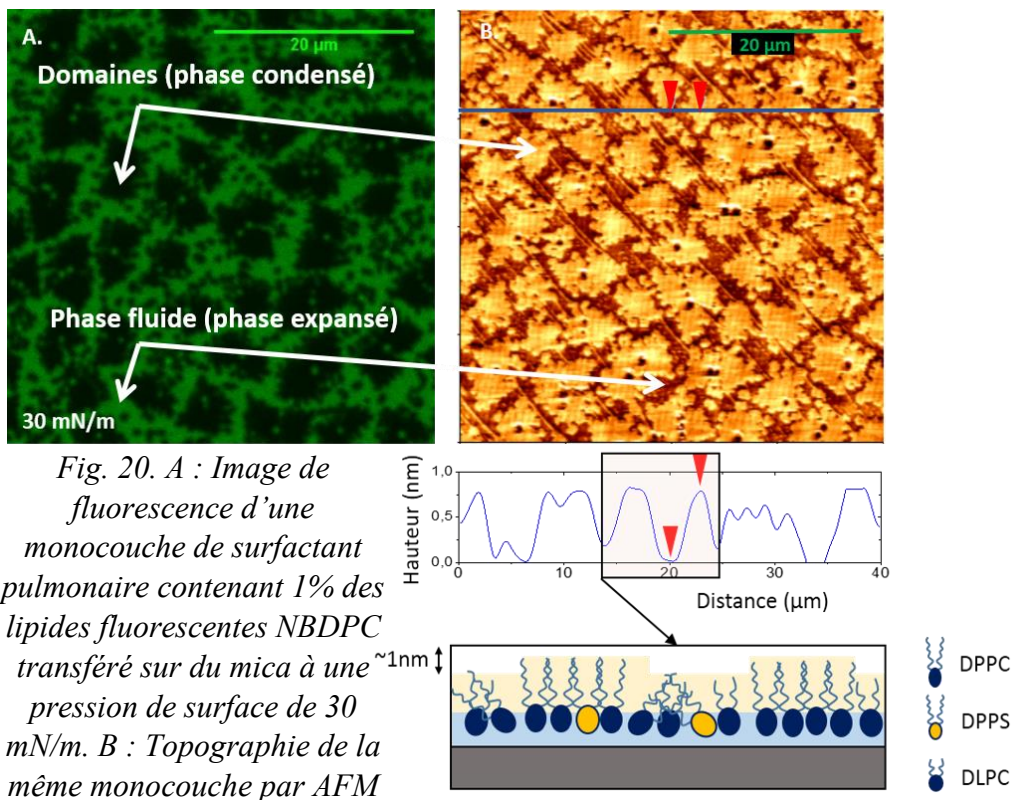 A.
20 µm
Domaines (phase condensé)
Phase fluide (phase expansé)
30 mN/m
B.
20 µm
Fig. 20. A : Image de
fluorescence d’une
monocouche de surfactant
pulmonaire contenant 1% des
lipides fluorescentes NBDPC
transféré sur du mica à une
pression de surface de 30
mN/m. B : Topographie de la
même monocouche par AFM
Hauteur (nm)
1.0
0.5
0.0
0
10
20
30
40
Distance (µm)
~1nm
DPPC
DPPS
DLPC